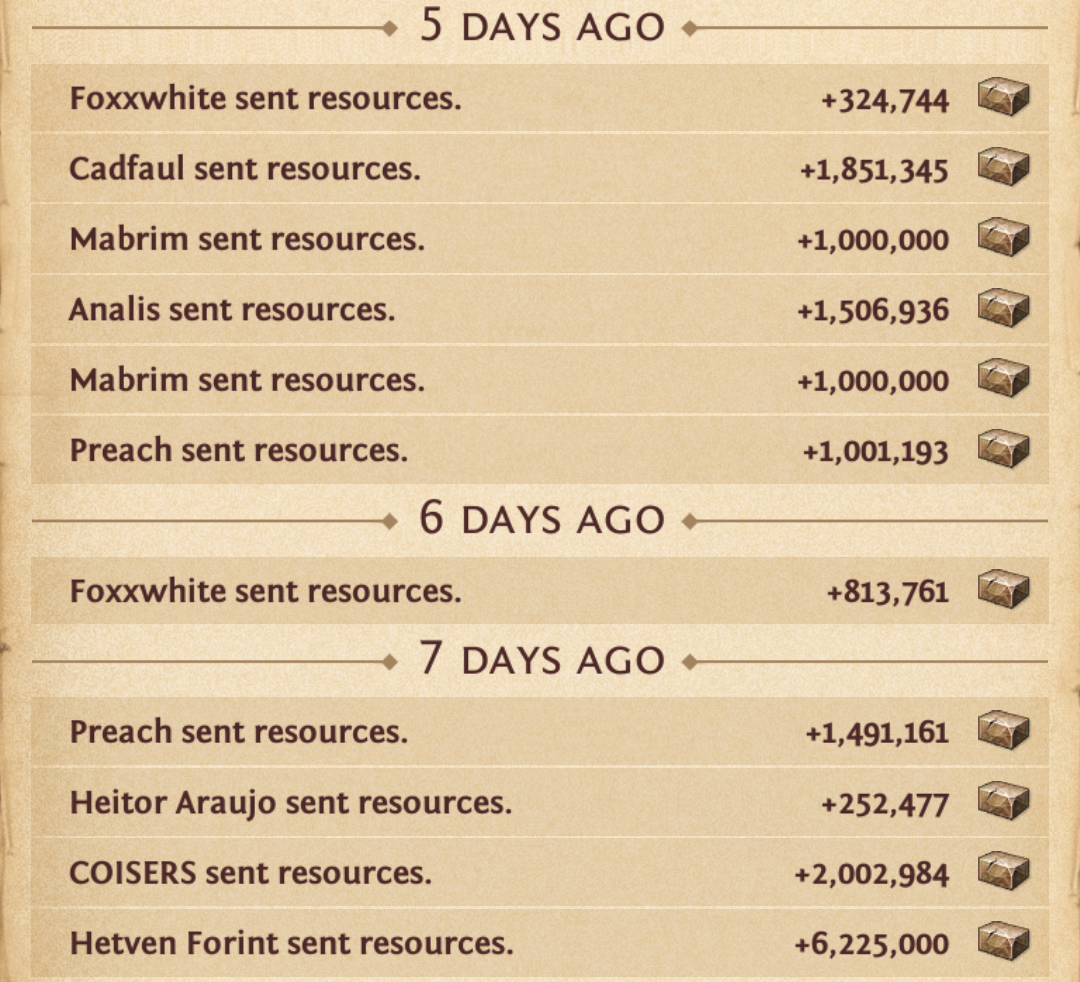 5 DAYS AGO
Foxxwhite sent resources. +324,744
Cadfaul sent resources. +1,851,345
Mabrim sent resources. +1,000,000
Analis sent resources. +1,506,936
Mabrim sent resources. +1,000,000
Preach sent resources. +1,001,193
6 DAYS AGO
Foxxwhite sent resources. +813,761
7 DAYS AGO
Preach sent resources. +1,491,161
Heitor Araujo sent resources. +252,477
COISERS sent resources. +2,002,984
Hetven Forint sent resources. +6,225,000